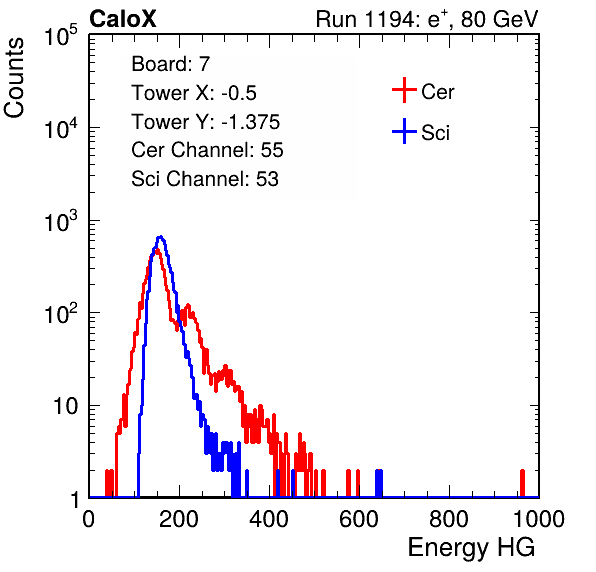 CaloX Run 1194: e⁺, 80 GeV
Counts
Board: 7
Tower X: -0.5
Tower Y: -1.375
Cer Channel: 55
Sci Channel: 53
Cer
Sci
10⁵
10⁴
10³
10²
10
1
0 200 400 600 800 1000
Energy HG